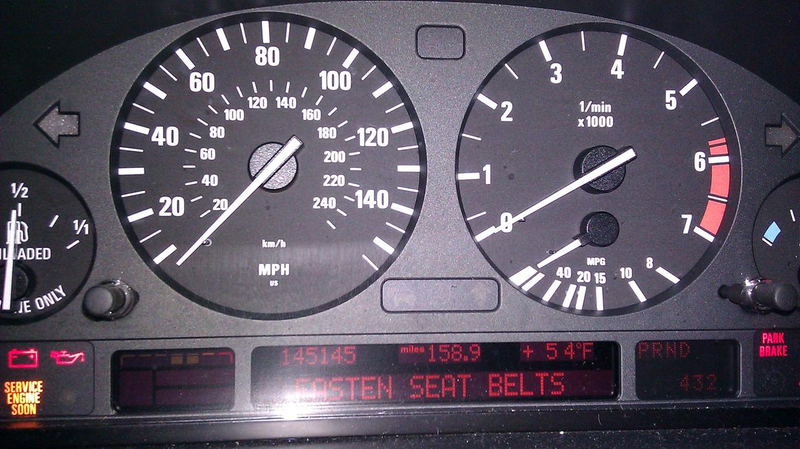 80
60
100
40
120
20
140
120 140
100
160
80
180
60
200
40
220
20
240
km/h
MPH
US
3
4
2
5
1/min
x1000
1
6
0
7
MPG
40 20 15 10 8
1/2
1/1
ONLY
145145 miles 158.9 + 54°F
FASTEN SEAT BELTS
PRND
432
SERVICE
ENGINE
SOON
PARK
BRAKE